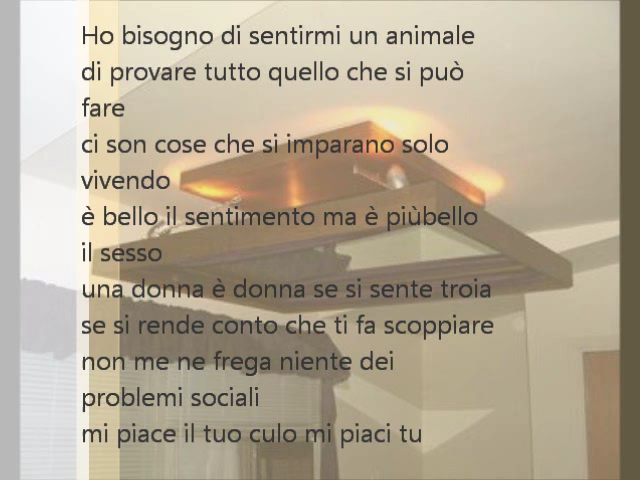 Ho bisogno di sentirmi un animale
di provare tutto quello che si può
fare
ci son cose che si imparano solo
vivendo
è bello il sentimento ma è piùbello
il sesso
una donna è donna se si sente troia
se si rende conto che ti fa scoppiare
non me ne frega niente dei
problemi sociali
mi piace il tuo culo mi piaci tu